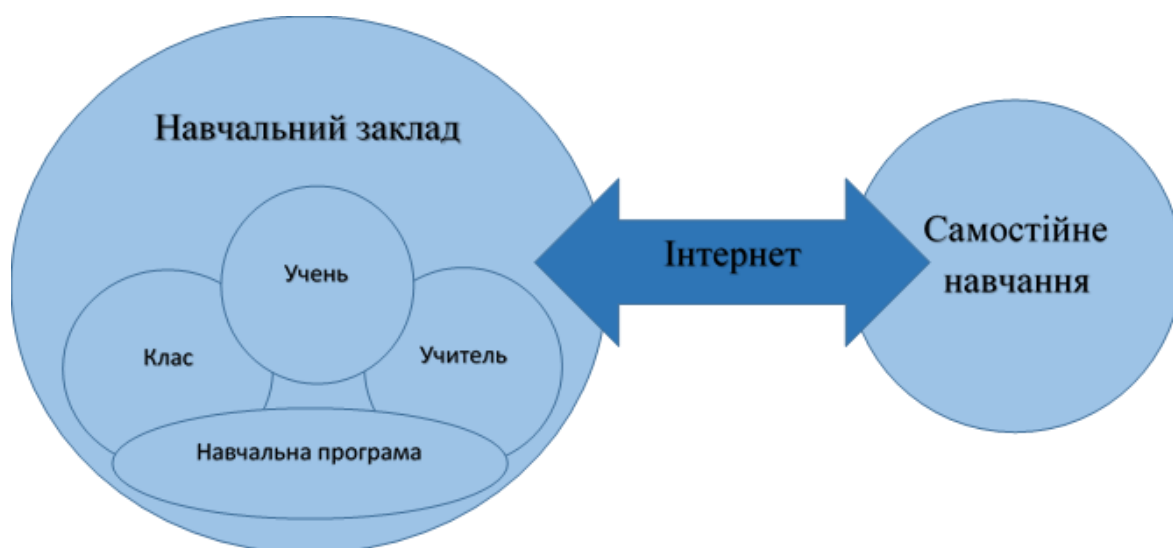 Навчальний заклад
Учень
Клас
Учитель
Навчальна програма
Інтернет
Самостійне
навчання